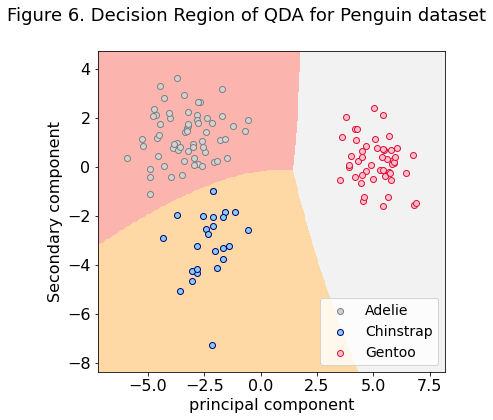 Figure 6. Decision Region of QDA for Penguin dataset
4
2
0
−2
−4
−6
−8
Secondary component
Adelie
Chinstrap
Gentoo
−5.0 −2.5 0.0 2.5 5.0 7.5
principal component